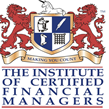 MAKING YOU COUNT
THE INSTITUTE
OF CERTIFIED
FINANCIAL
MANAGERS